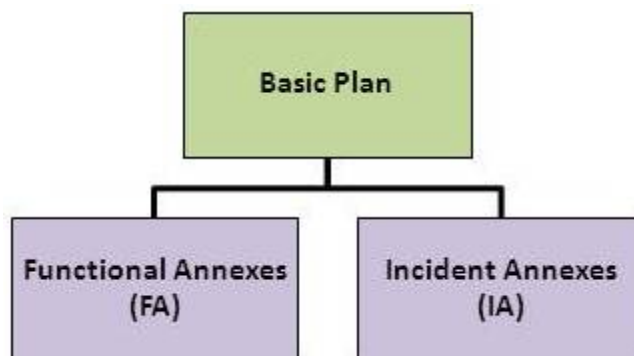 Basic Plan
Functional Annexes
(FA)
Incident Annexes
(IA)